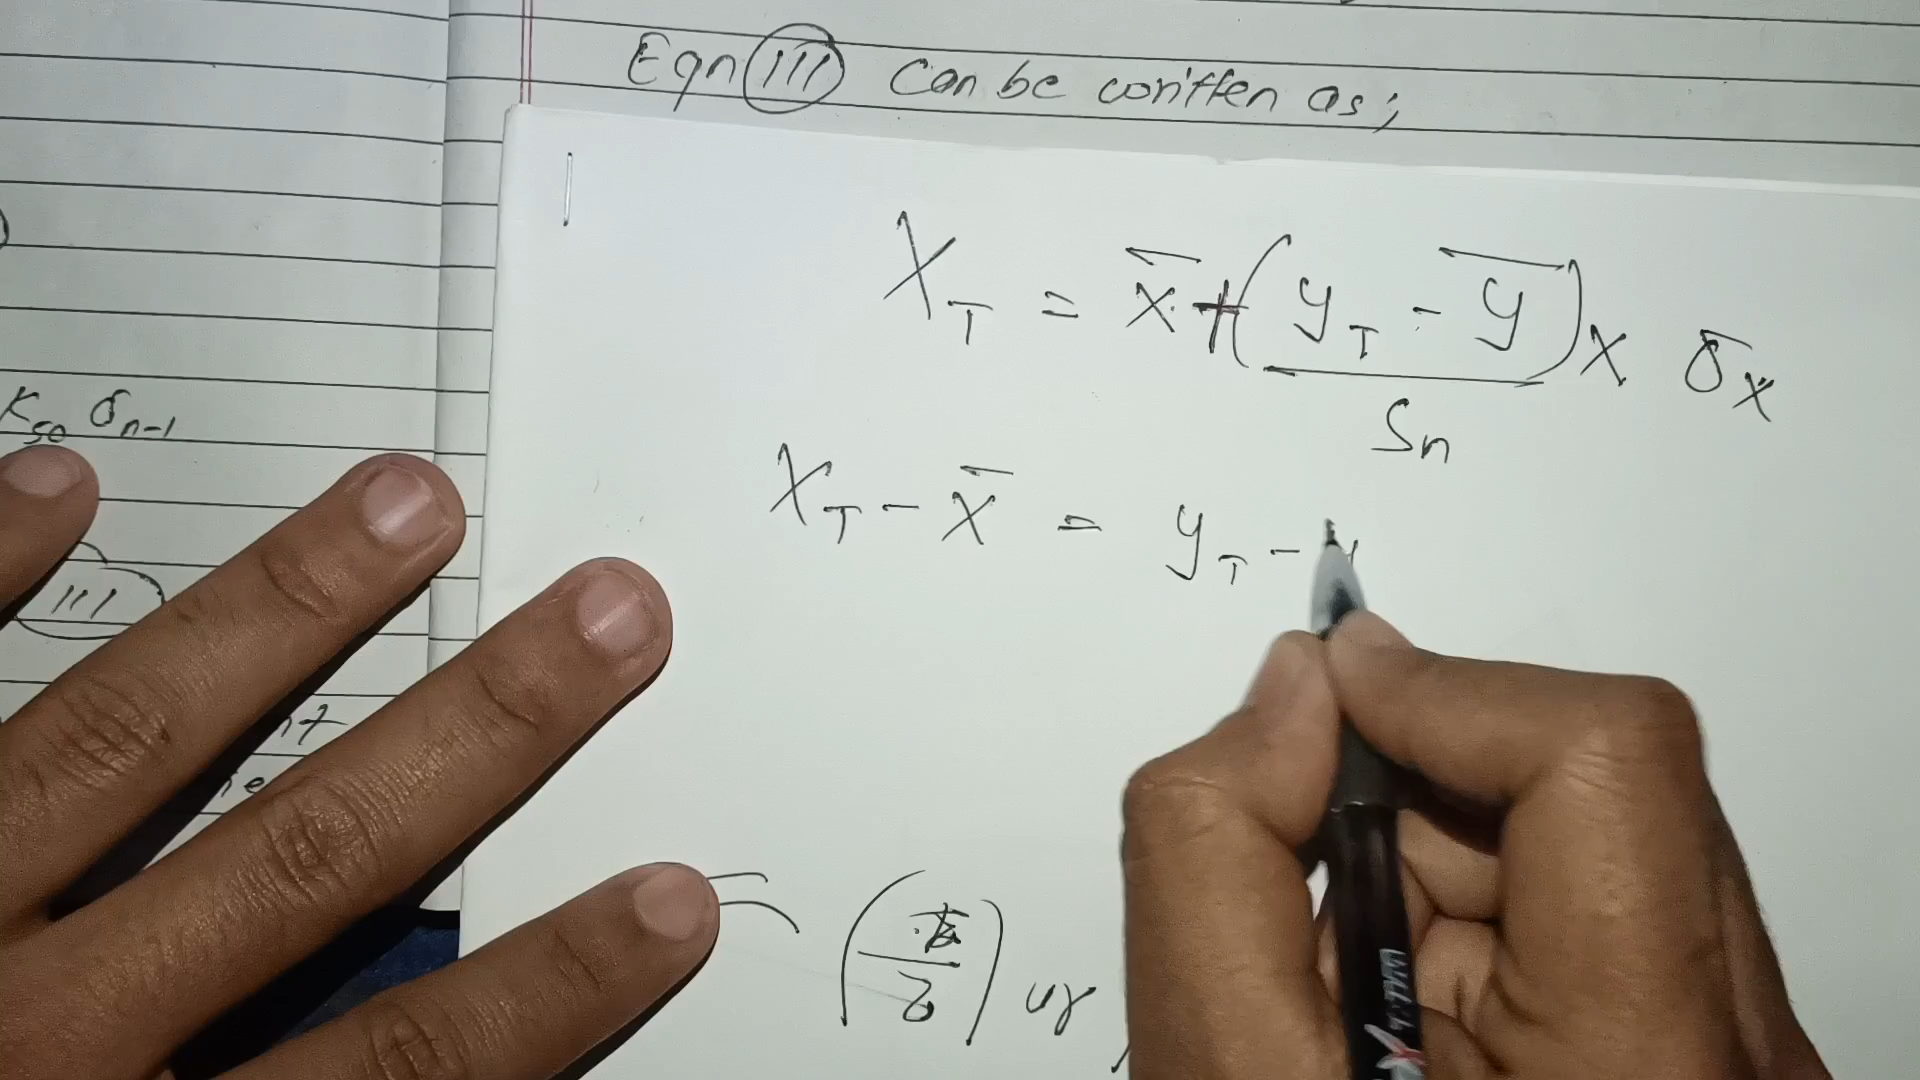 Eqn (III) Can be written as;
X_T = x̄ + (y_T - ȳ) / S_n × σ_x
K_50 σ_n-1
X_T - x̄ = y_T -
III